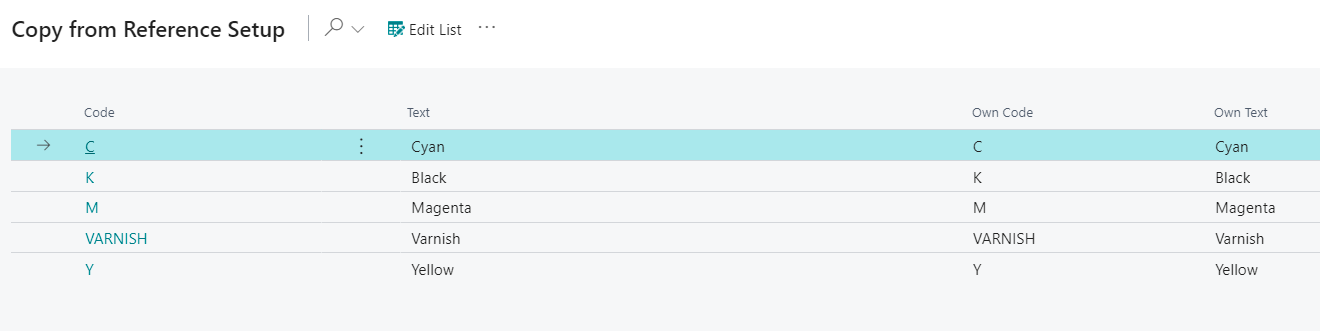 Copy from Reference Setup Edit List ...
Code Text Own Code Own Text
C Cyan C Cyan
K Black K Black
M Magenta M Magenta
VARNISH Varnish VARNISH Varnish
Y Yellow Y Yellow